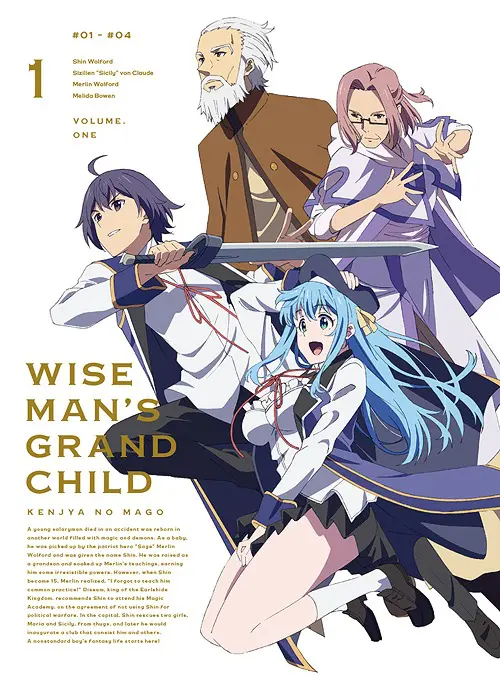 #01 - #04
1
Shin Wolford
Sizilien "Sicily" von Claude
Merlin Wolford
Melida Bowen
VOLUME.
ONE
WISE
MAN'S
GRAND
CHILD
KENJYA NO MAGO
A young salaryman died in an accident was reborn in
another world filled with magic and demons. As a baby,
he was picked up by the patriot hero "Sage" Merlin
Wolford and was given the name Shin. He was raised as
a grandson and soaked up Merlin's teachings, earning
him some irresistible powers. However, when Shin
became 15, Merlin realized, "I forgot to teach him
common practice!" Diseum, king of the Earlshide
Kingdom, recommends Shin to attend his Magic
Academy, on the agreement of not using Shin for
political warfare. In the capital, Shin rescues two girls,
Maria and Sicily, from thugs, and later he would
inaugurate a club that consist him and others.
A nonstandard boy's fantasy life starts here!